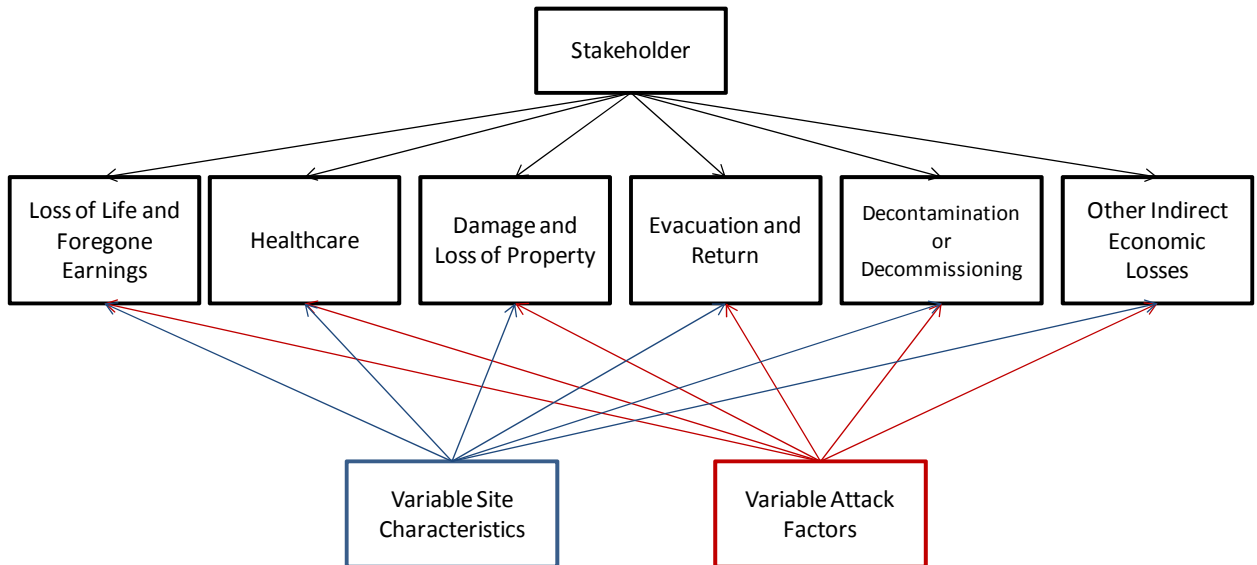 Stakeholder
Loss of Life and
Foregone
Earnings
Healthcare
Damage and
Loss of Property
Evacuation and
Return
Decontamination
or
Decommissioning
Other Indirect
Economic
Losses
Variable Site
Characteristics
Variable Attack
Factors